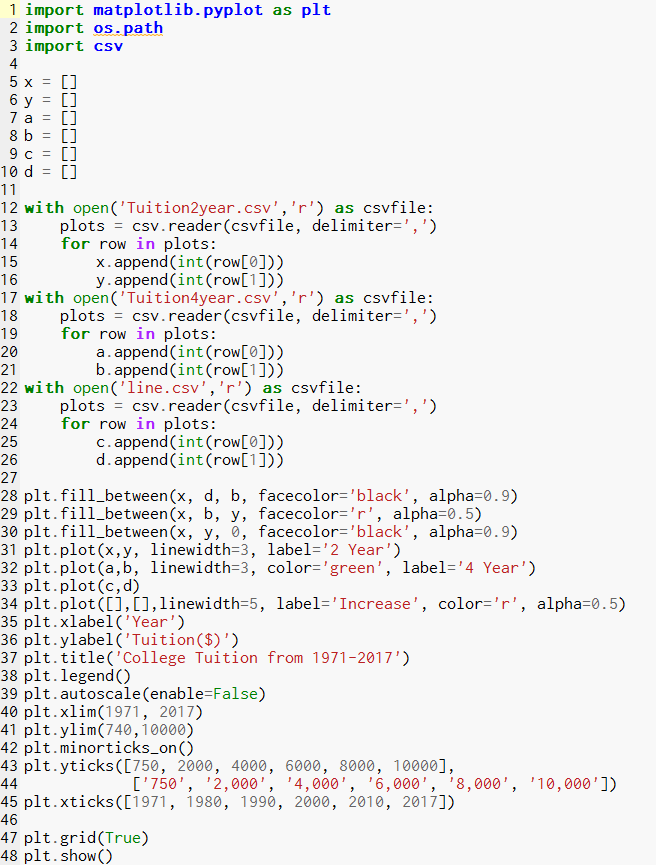 1 import matplotlib.pyplot as plt
2 import os.path
3 import csv
4
5 x = []
6 y = []
7 a = []
8 b = []
9 c = []
10 d = []
11
12 with open('Tuition2year.csv','r') as csvfile:
13     plots = csv.reader(csvfile, delimiter=',')
14     for row in plots:
15         x.append(int(row[0]))
16         y.append(int(row[1]))
17 with open('Tuition4year.csv','r') as csvfile:
18     plots = csv.reader(csvfile, delimiter=',')
19     for row in plots:
20         a.append(int(row[0]))
21         b.append(int(row[1]))
22 with open('line.csv','r') as csvfile:
23     plots = csv.reader(csvfile, delimiter=',')
24     for row in plots:
25         c.append(int(row[0]))
26         d.append(int(row[1]))
27
28 plt.fill_between(x, d, b, facecolor='black', alpha=0.9)
29 plt.fill_between(x, b, y, facecolor='r', alpha=0.5)
30 plt.fill_between(x, y, 0, facecolor='black', alpha=0.9)
31 plt.plot(x,y, linewidth=3, label='2 Year')
32 plt.plot(a,b, linewidth=3, color='green', label='4 Year')
33 plt.plot(c,d)
34 plt.plot([],[],linewidth=5, label='Increase', color='r', alpha=0.5)
35 plt.xlabel('Year')
36 plt.ylabel('Tuition($)')
37 plt.title('College Tuition from 1971-2017')
38 plt.legend()
39 plt.autoscale(enable=False)
40 plt.xlim(1971, 2017)
41 plt.ylim(740,10000)
42 plt.minorticks_on()
43 plt.yticks([750, 2000, 4000, 6000, 8000, 10000],
44             ['750', '2,000', '4,000', '6,000', '8,000', '10,000'])
45 plt.xticks([1971, 1980, 1990, 2000, 2010, 2017])
46
47 plt.grid(True)
48 plt.show()